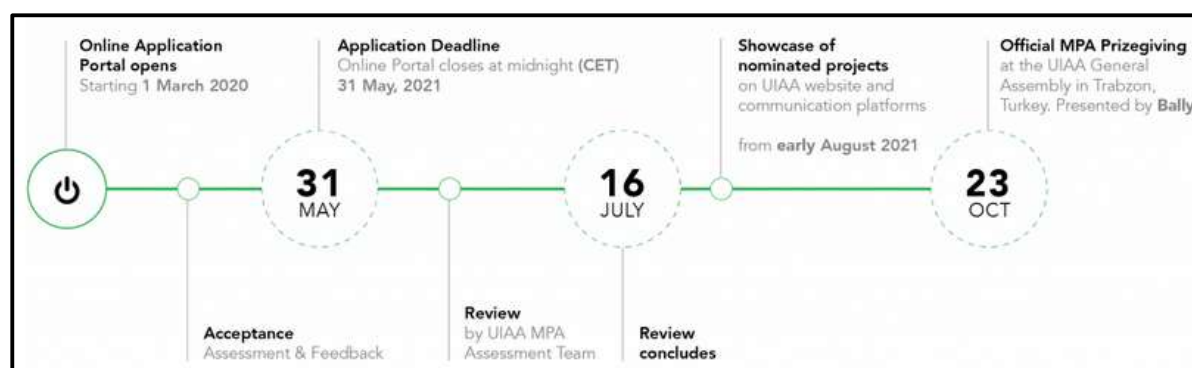 Online Application
Portal opens
Starting 1 March 2020
Application Deadline
Online Portal closes at midnight (CET)
31 May, 2021
Showcase of
nominated projects
on UIAA website and
communication platforms
from early August 2021
Official MPA Prizegiving
at the UIAA General
Assembly in Trabzon,
Turkey. Presented by Bally
31
MAY
16
JULY
23
OCT
Acceptance
Assessment & Feedback
Review
by UIAA MPA
Assessment Team
Review
concludes